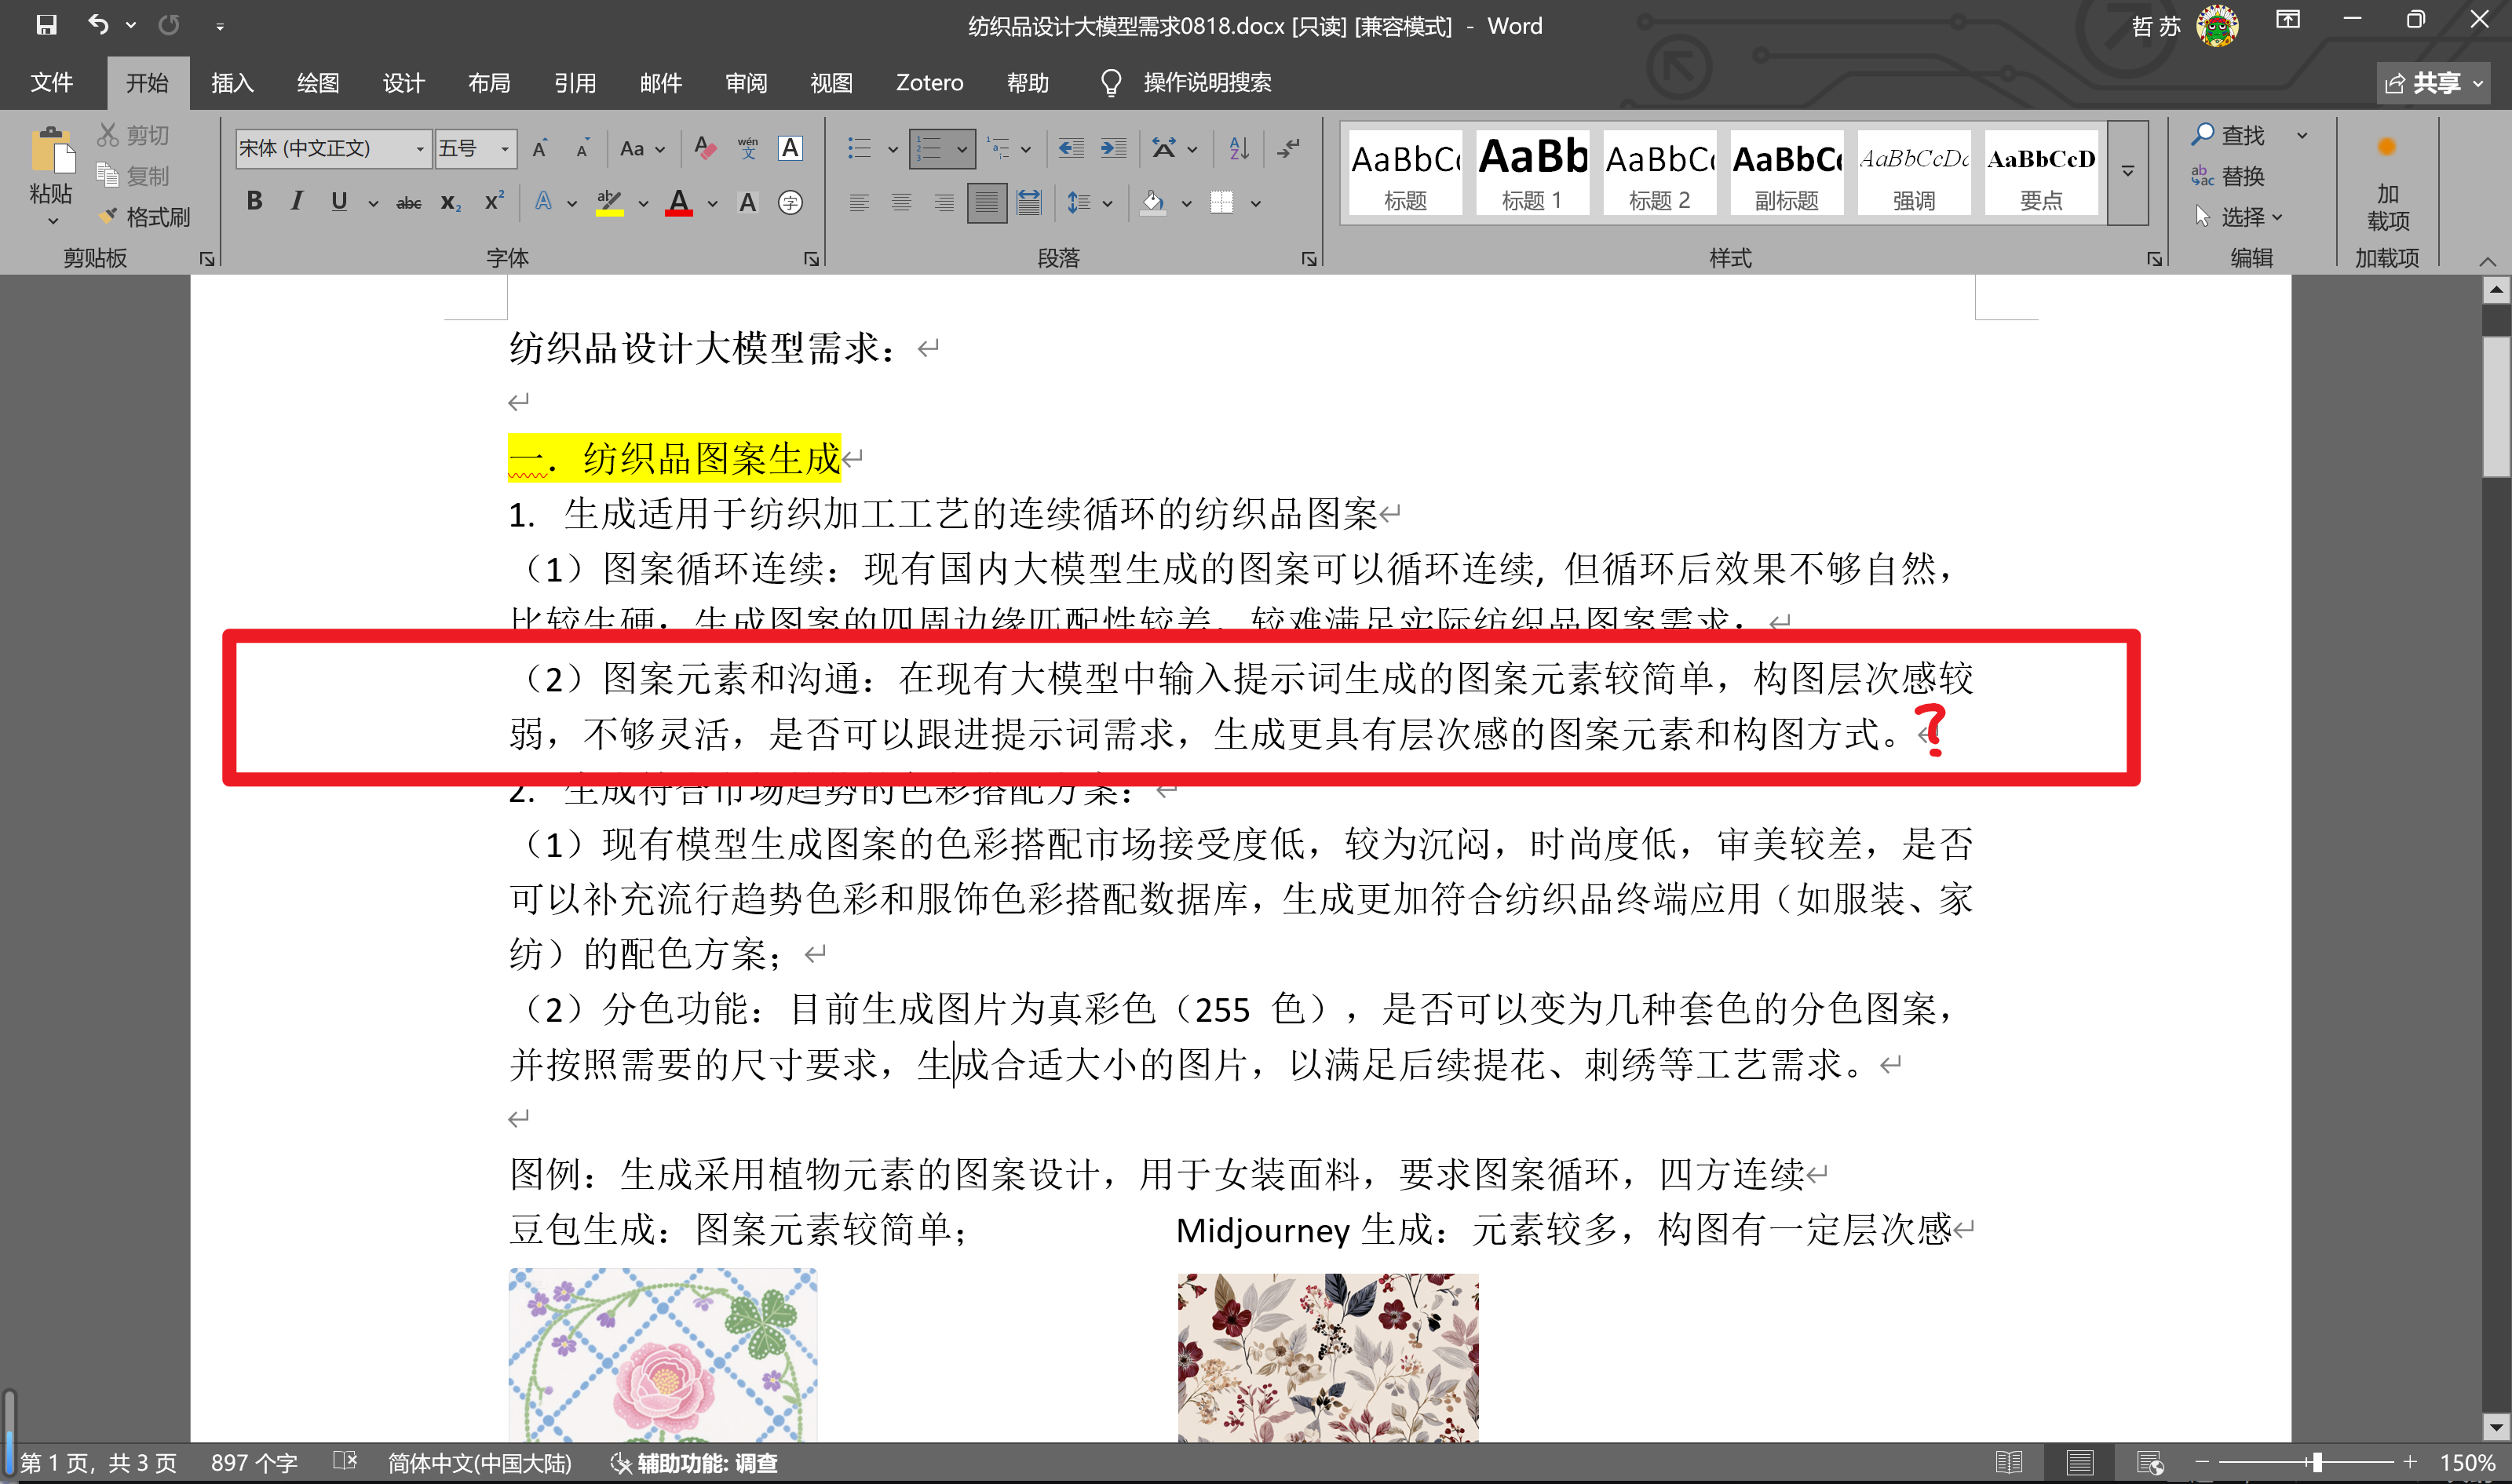 纺织品设计大模型需求0818.docx [只读] [兼容模式] - Word
哲 苏
文件 开始 插入 绘图 设计 布局 引用 邮件 审阅 视图 Zotero 帮助 操作说明搜索 共享
粘贴 剪切 复制 格式刷
宋体 (中文正文) 五号
AaBbC AaBb AaBbC AaBbC AaBbCcDc AaBbCcD
标题 标题 1 标题 2 副标题 强调 要点
查找
替换
选择
加
载项
剪贴板 字体 段落 样式 编辑 加载项
纺织品设计大模型需求：
一．纺织品图案生成
1. 生成适用于纺织加工工艺的连续循环的纺织品图案
（1）图案循环连续：现有国内大模型生成的图案可以循环连续, 但循环后效果不够自然，
比较生硬；生成图案的四周边缘匹配性较差，较难满足实际纺织品图案需求；
（2）图案元素和沟通：在现有大模型中输入提示词生成的图案元素较简单，构图层次感较
弱，不够灵活，是否可以跟进提示词需求，生成更具有层次感的图案元素和构图方式。?
2. 生成符合市场趋势的色彩搭配方案：
（1）现有模型生成图案的色彩搭配市场接受度低，较为沉闷，时尚度低，审美较差，是否
可以补充流行趋势色彩和服饰色彩搭配数据库，生成更加符合纺织品终端应用（如服装、家
纺）的配色方案；
（2）分色功能：目前生成图片为真彩色（255 色），是否可以变为几种套色的分色图案，
并按照需要的尺寸要求，生成合适大小的图片，以满足后续提花、刺绣等工艺需求。
图例：生成采用植物元素的图案设计，用于女装面料，要求图案循环，四方连续
豆包生成：图案元素较简单； Midjourney 生成：元素较多，构图有一定层次感
第 1 页，共 3 页 897 个字 简体中文(中国大陆) 辅助功能: 调查 150%